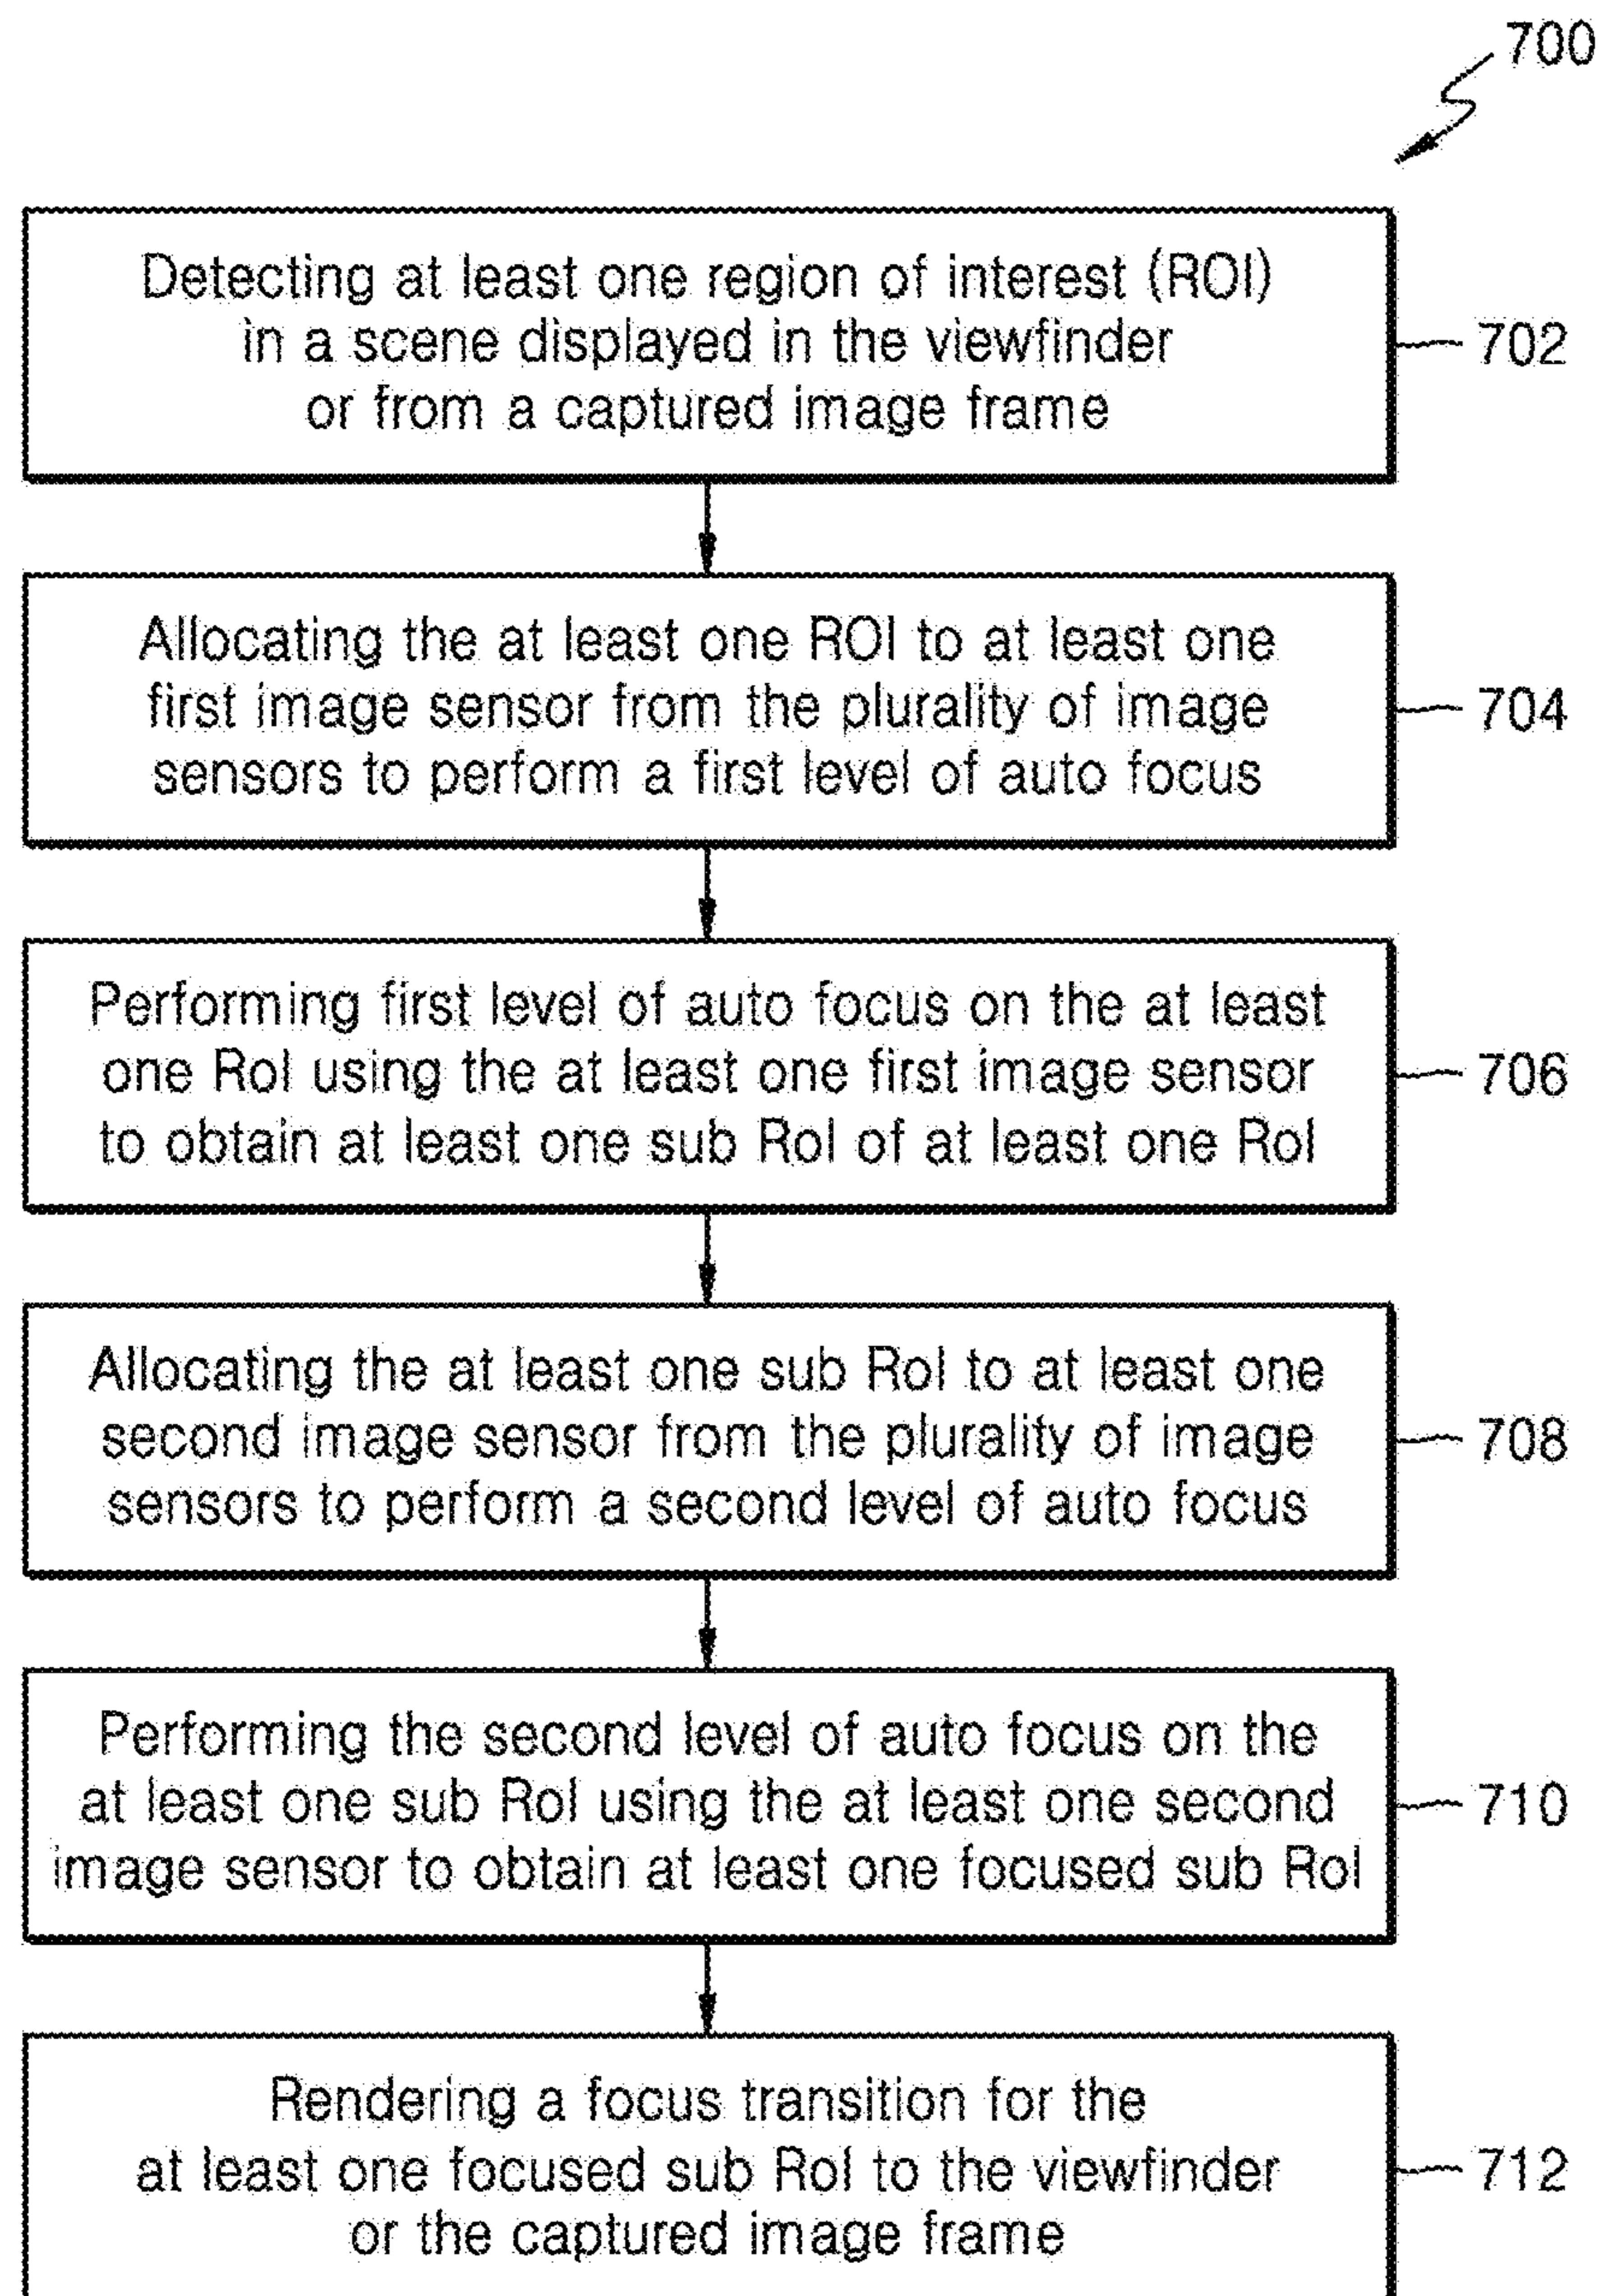 700
Detecting at least one region of interest (ROI)
in a scene displayed in the viewfinder
or from a captured image frame
702
Allocating the at least one ROI to at least one
first image sensor from the plurality of image
sensors to perform a first level of auto focus
704
Performing first level of auto focus on the at least
one RoI using the at least one first image sensor
to obtain at least one sub RoI of at least one RoI
706
Allocating the at least one sub RoI to at least one
second image sensor from the plurality of image
sensors to perform a second level of auto focus
708
Performing the second level of auto focus on the
at least one sub RoI using the at least one second
image sensor to obtain at least one focused sub RoI
710
Rendering a focus transition for the
at least one focused sub RoI to the viewfinder
or the captured image frame
712